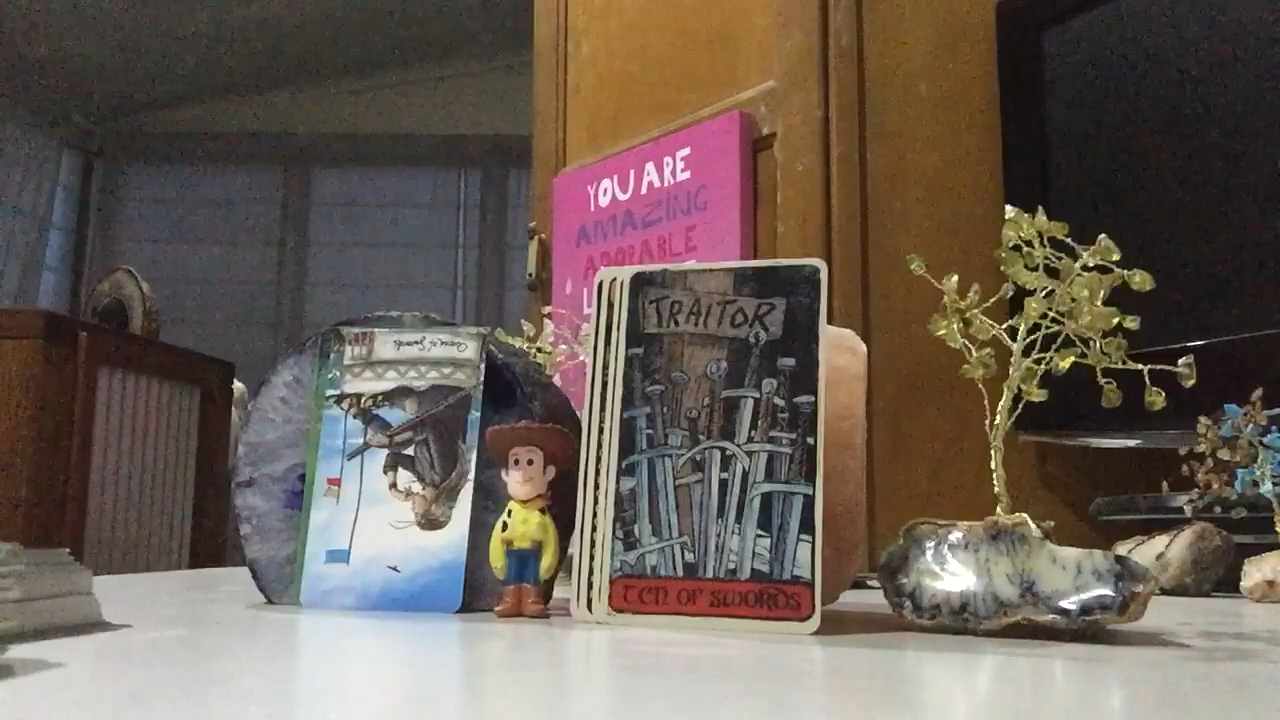 YOU ARE
AMAZING
ADORABLE
L
TRAITOR
TEN OF SWORDS